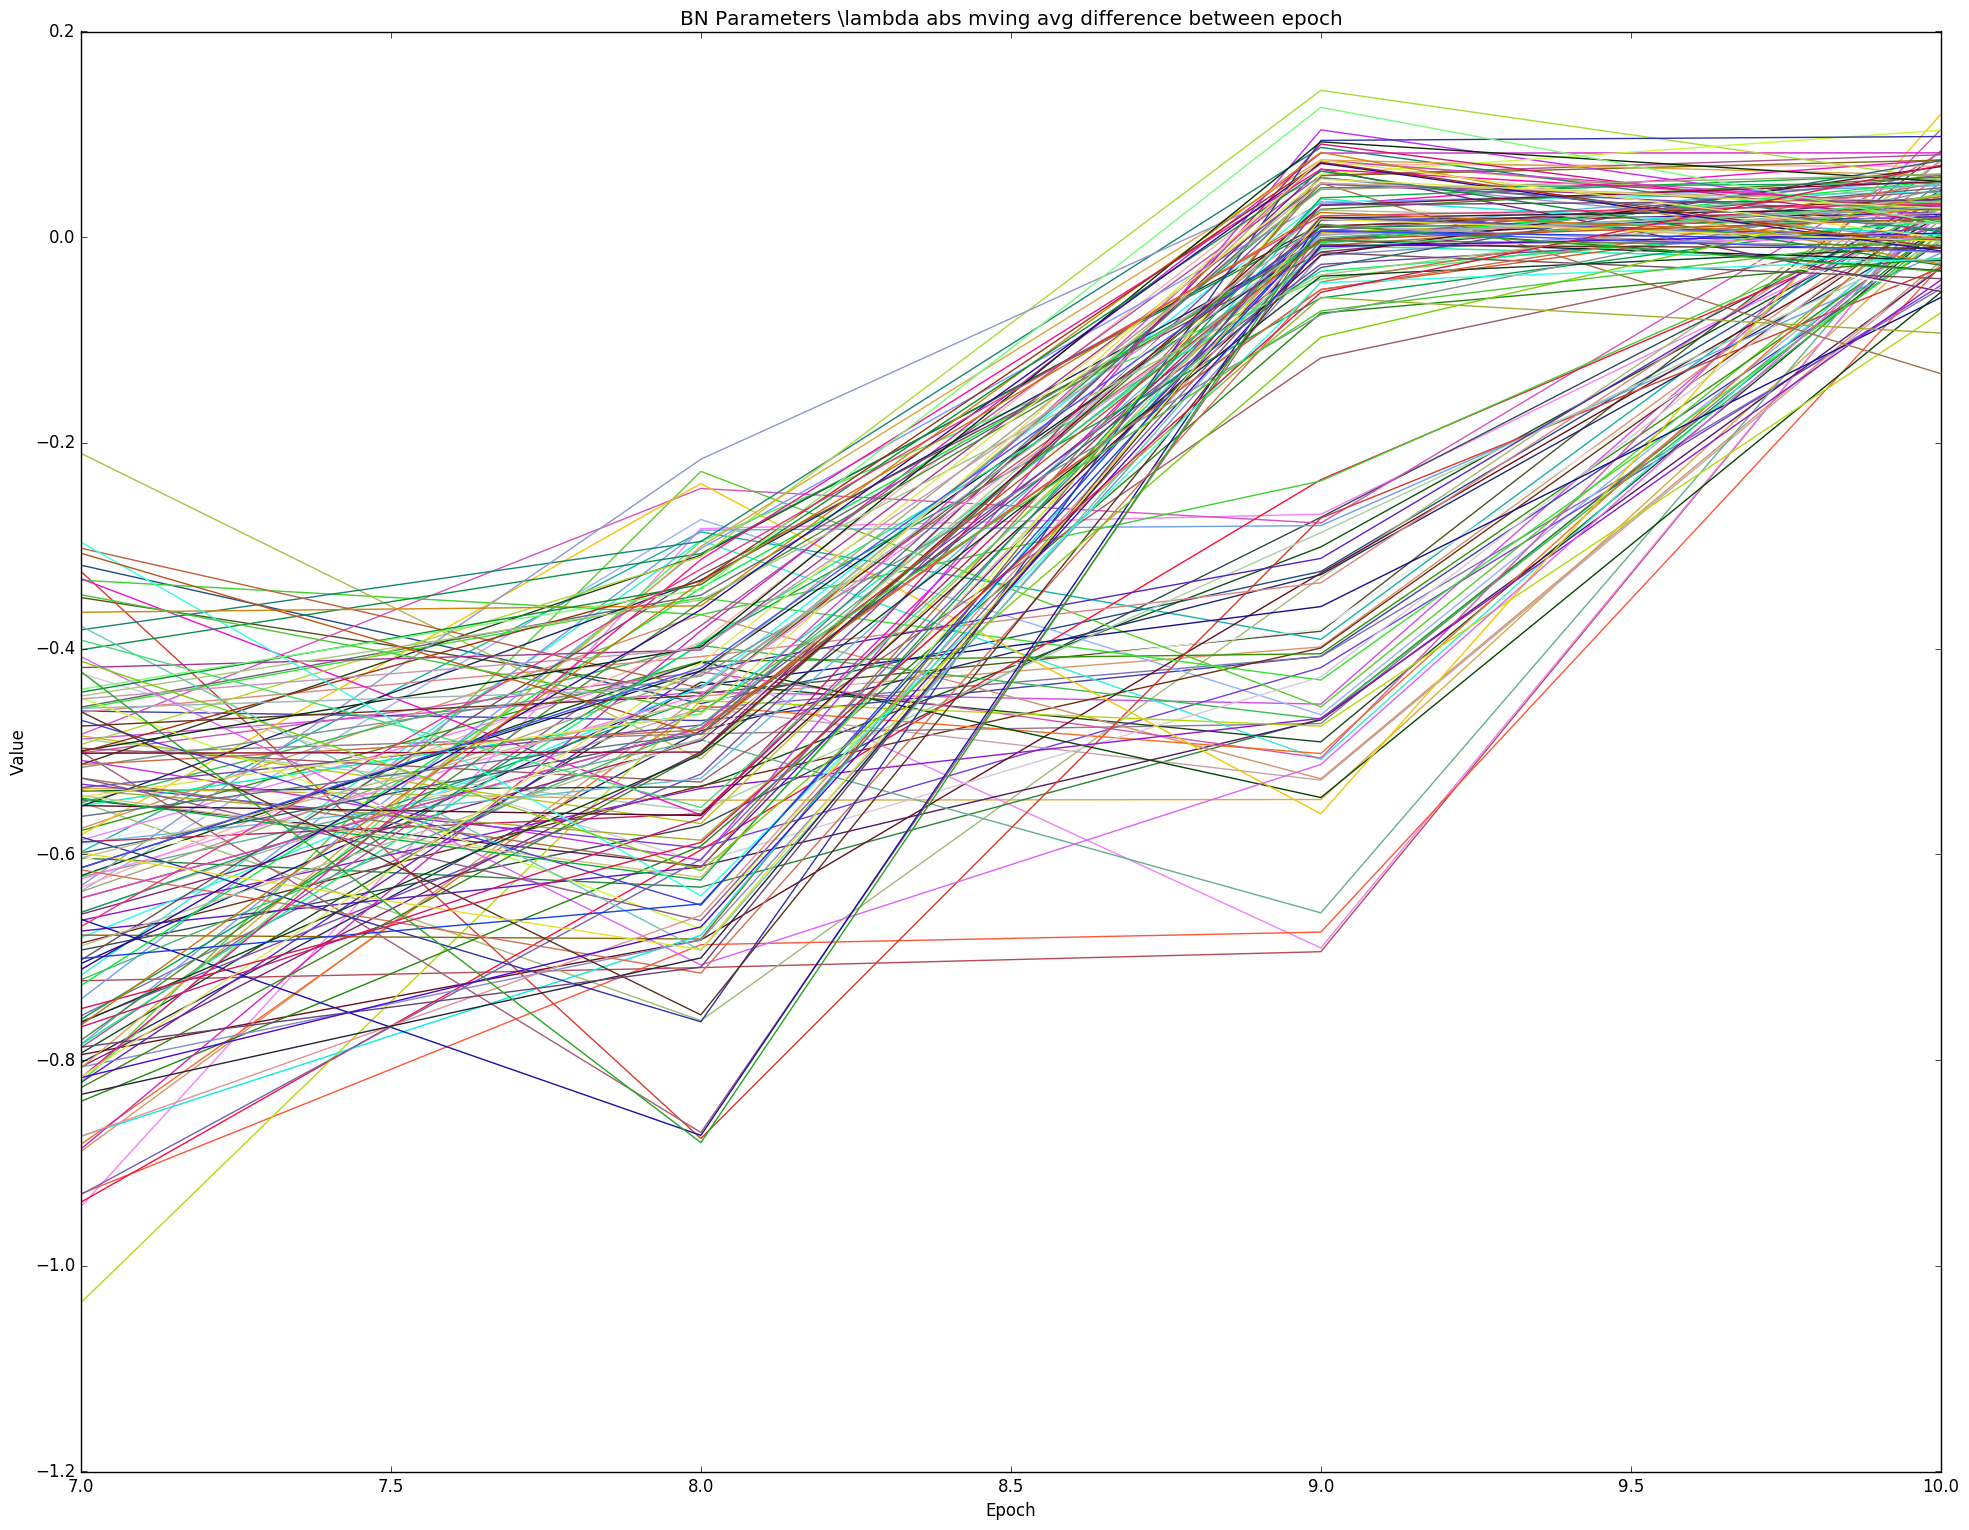 BN Parameters \lambda abs mving avg difference between epoch
0.2
0.0
−0.2
−0.4
−0.6
−0.8
−1.0
−1.2
Value
7.0 7.5 8.0 8.5 9.0 9.5 10.0
Epoch